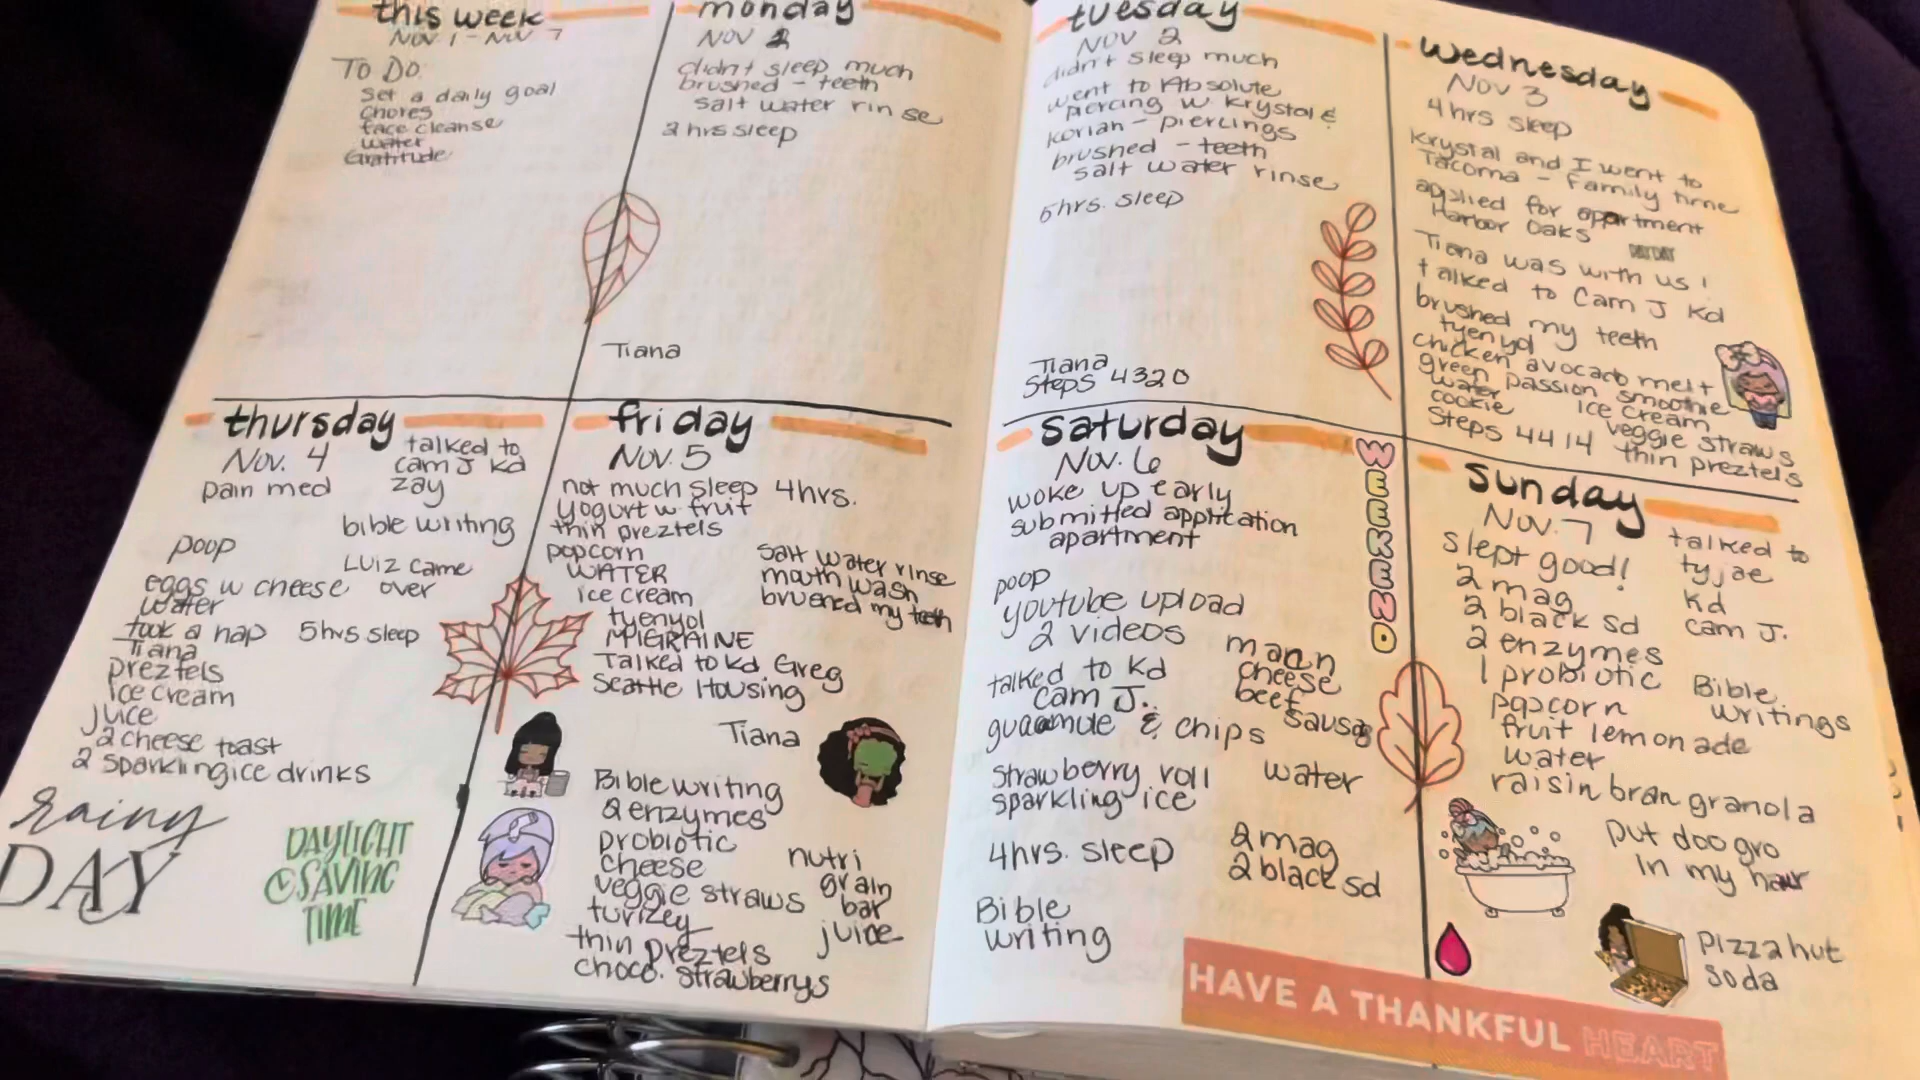 this week
NOV 1 - NOV 7
TO DO:
Set a daily goal
chores
face cleanse
water
Gratitude
monday
NOV
didn't sleep much
brushed - teeth
salt water rinse
2 hrs sleep
Tiana
tuesday
NOV 2
didn't sleep much
went to Absolute
piercing w Krystal &
Korian - piercings
brushed - teeth
salt water rinse
5hrs. sleep
Tiana
Steps 4320
wednesday
NOV 3
4 hrs sleep
Krystal and I went to
Tacoma - family time
applied for apartment
Harbor Oaks
PAYDAY
Tiana was with us!
talked to Cam J Kd
brushed my teeth
tyenyol
chicken avocado melt
green passion smoothie
water
cookie
ice cream
veggie straws
Steps 4414
thin preztels
thursday
Nov. 4
pain med
talked to
cam J Kd
zay
bible writing
poop
Luiz came
over
eggs w cheese
water
took a nap
5hrs sleep
Tiana
preztels
ice cream
juice
2 cheese toast
2 sparkling ice drinks
rainy
DAY
DAYLIGHT
SAVING
TIME
friday
Nov. 5
not much sleep 4hrs.
yogurt w fruit
thin preztels
popcorn
WATER
ice cream
salt water rinse
mouth wash
brushed my teeth
tyenyol
MIGRAINE
Talked to Kd Greg
Seattle Housing
Tiana
Bible writing
2 enzymes
probiotic
cheese
veggie straws
turkey
thin preztels
choco. strawberrys
nutri
grain
bar
juice
saturday
Nov. 6
woke up early
submitted application
apartment
poop
youtube upload
2 videos
talked to Kd
Cam J.
cheese
beef
& chips
strawberry roll
sparkling ice
water
4hrs. sleep
2 mag
2 black sd
Bible
writing
WEEKEND
sunday
Nov. 7
slept good!
2 mag
2 black sd
2 enzymes
1 probiotic
popcorn
fruit lemonade
water
raisin bran granola
talked to
tyjae
Kd
cam J.
Bible
writings
put doo gro
in my hair
pizza hut
soda
HAVE A THANKFUL HEART